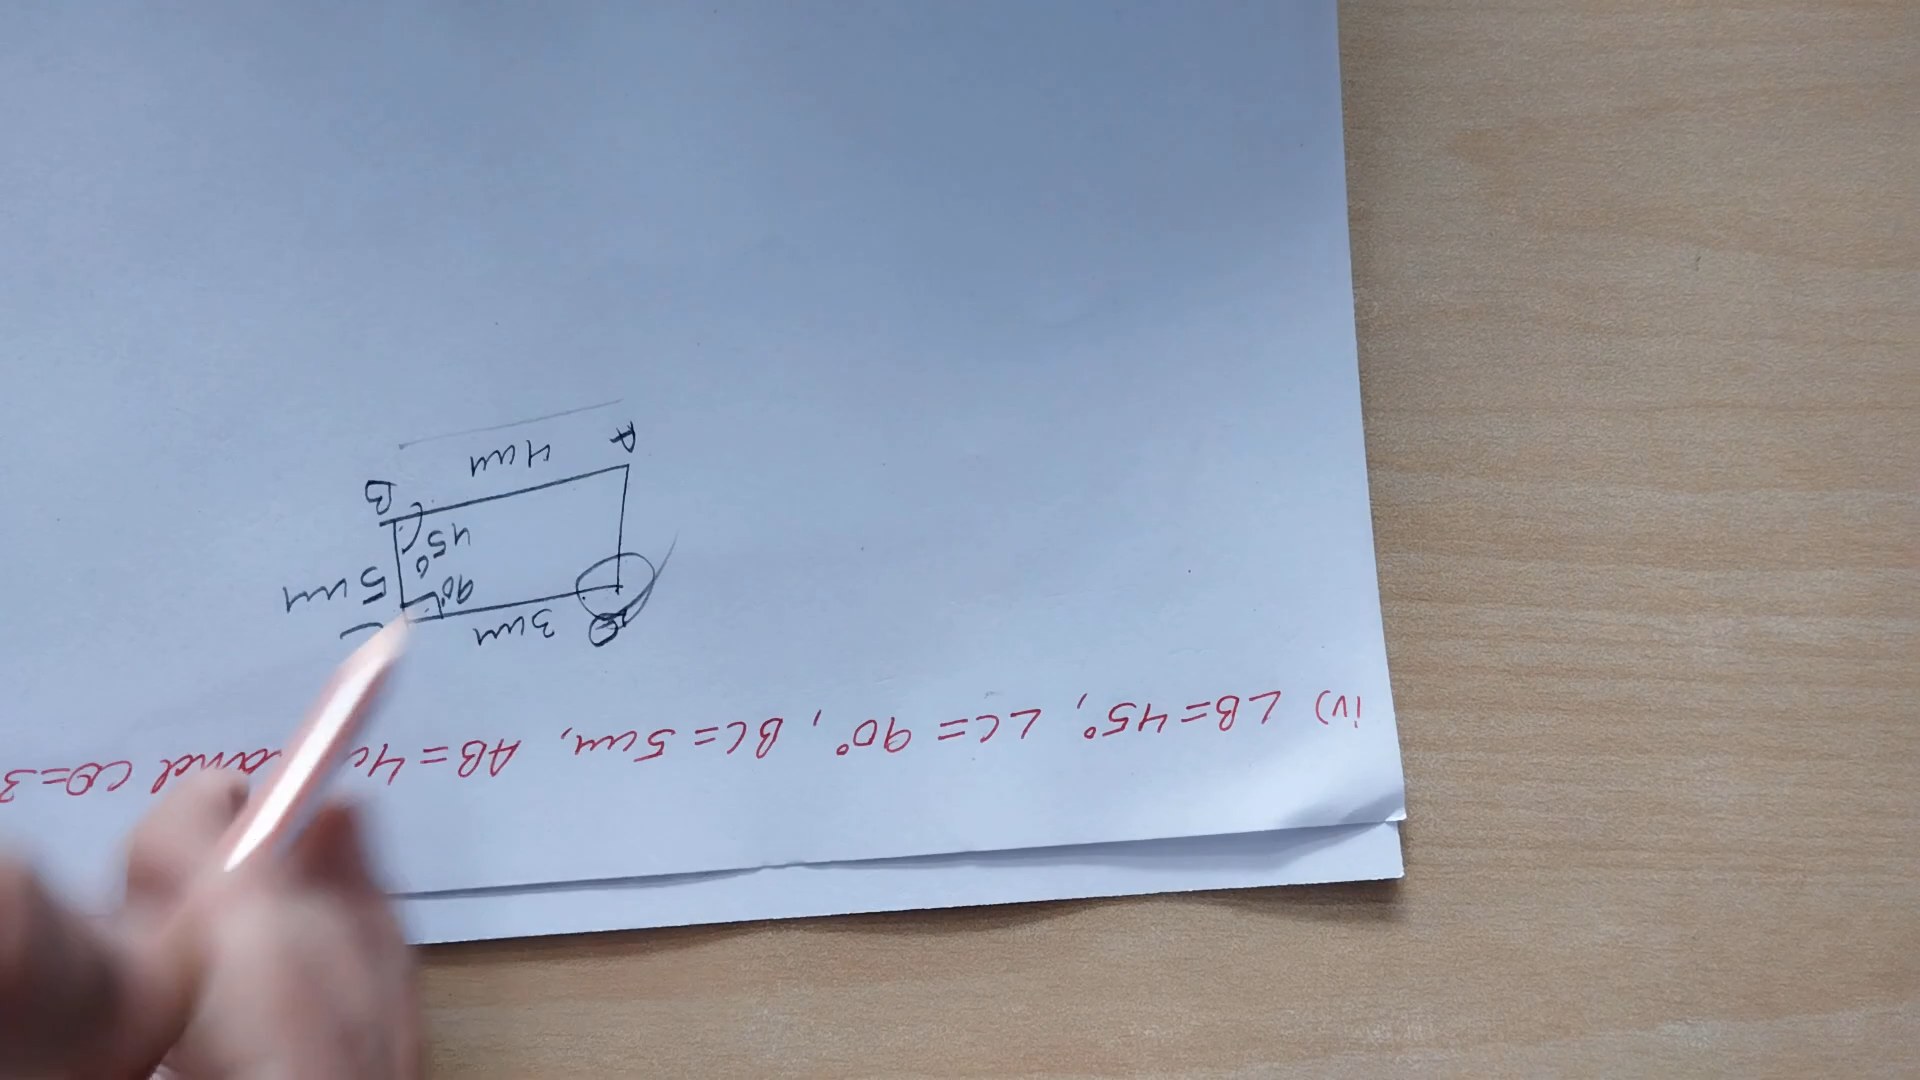 iv) ∠B=45°, ∠C= 90°, BC=5cm, AB=4c and CD=3
3cm
90°
5cm
45°
B
4cm
A